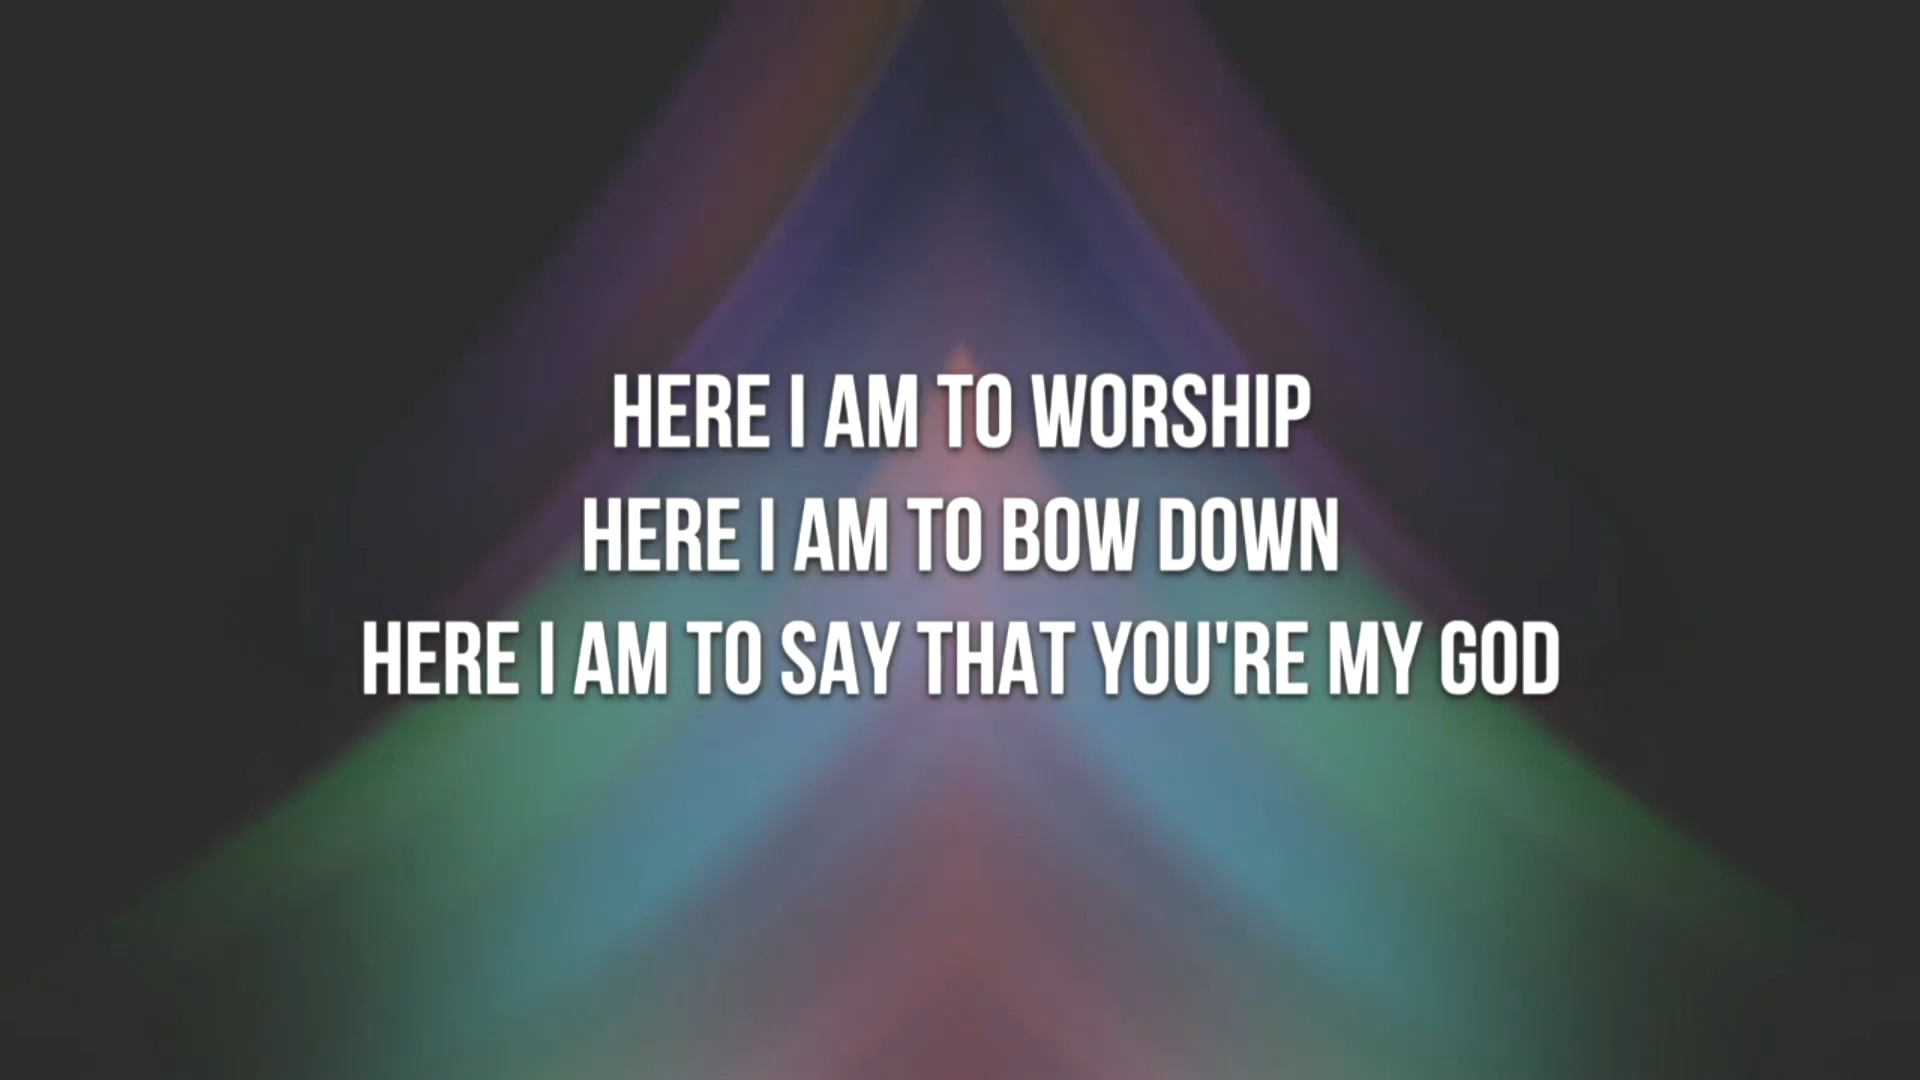 HERE I AM TO WORSHIP
HERE I AM TO BOW DOWN
HERE I AM TO SAY THAT YOU'RE MY GOD